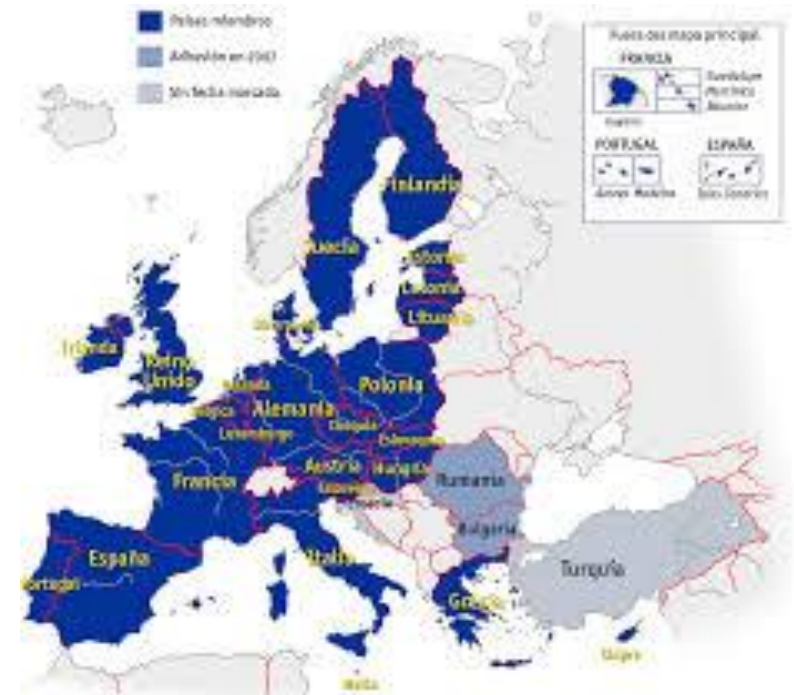 Países miembros
Adhesión en 2007
Sin fecha marcada
Fuera del mapa principal.
FRANCIA
Guadalupe
Martinica
Reunión
PORTUGAL
ESPAÑA
Azores Madeira
Islas Canarias
Finlandia
Suecia
Estonia
Letonia
Lituania
Irlanda
Reino
Unido
Polonia
Bélgica
Alemania
Luxemburgo
Austria
Hungría
Rumanía
Francia
Bulgaria
España
Italia
Portugal
Turquía
Grecia
Chipre
Malta